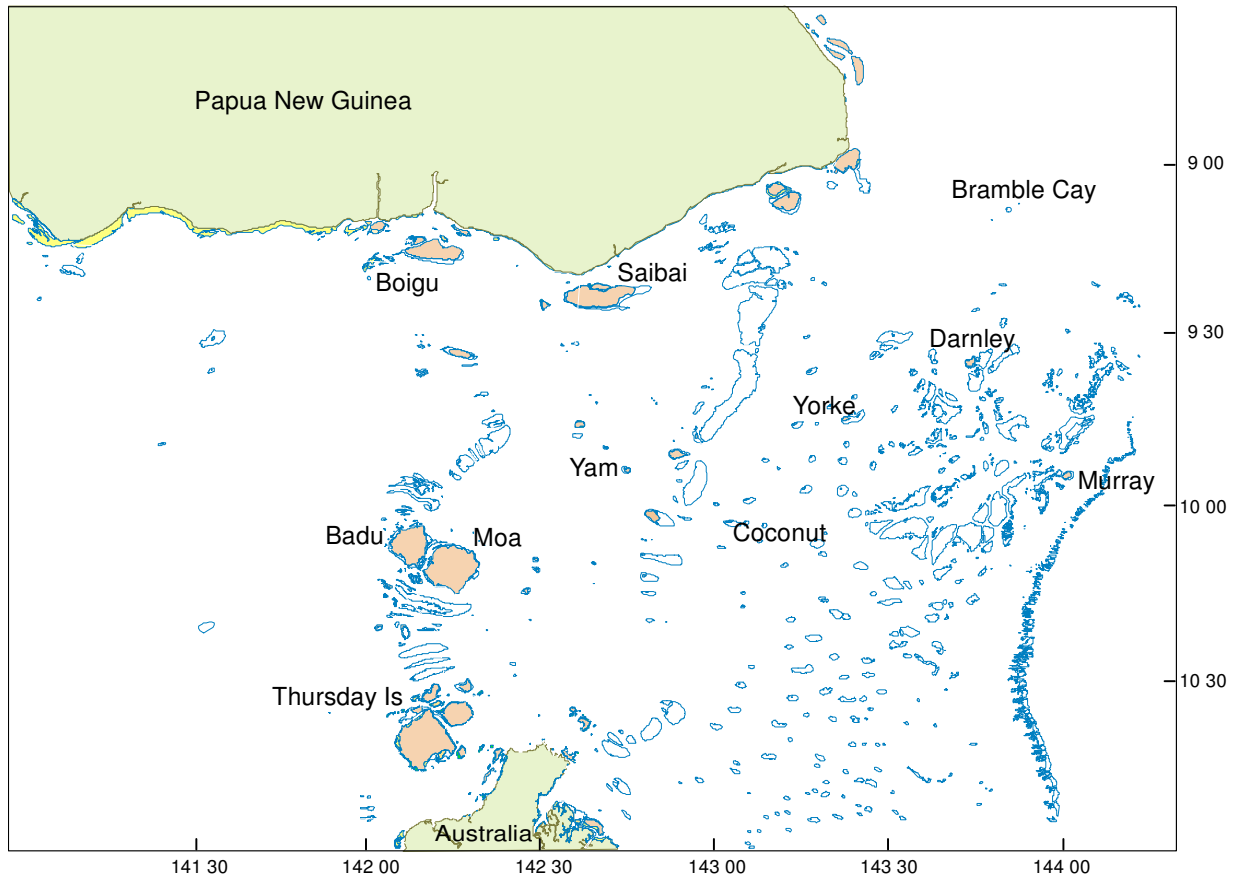 Papua New Guinea
9 00
Bramble Cay
Saibai
Boigu
9 30
Darnley
Yorke
Yam
Murray
10 00
Badu
Moa
Coconut
10 30
Thursday Is
Australia
141 30
142 00
142 30
143 00
143 30
144 00